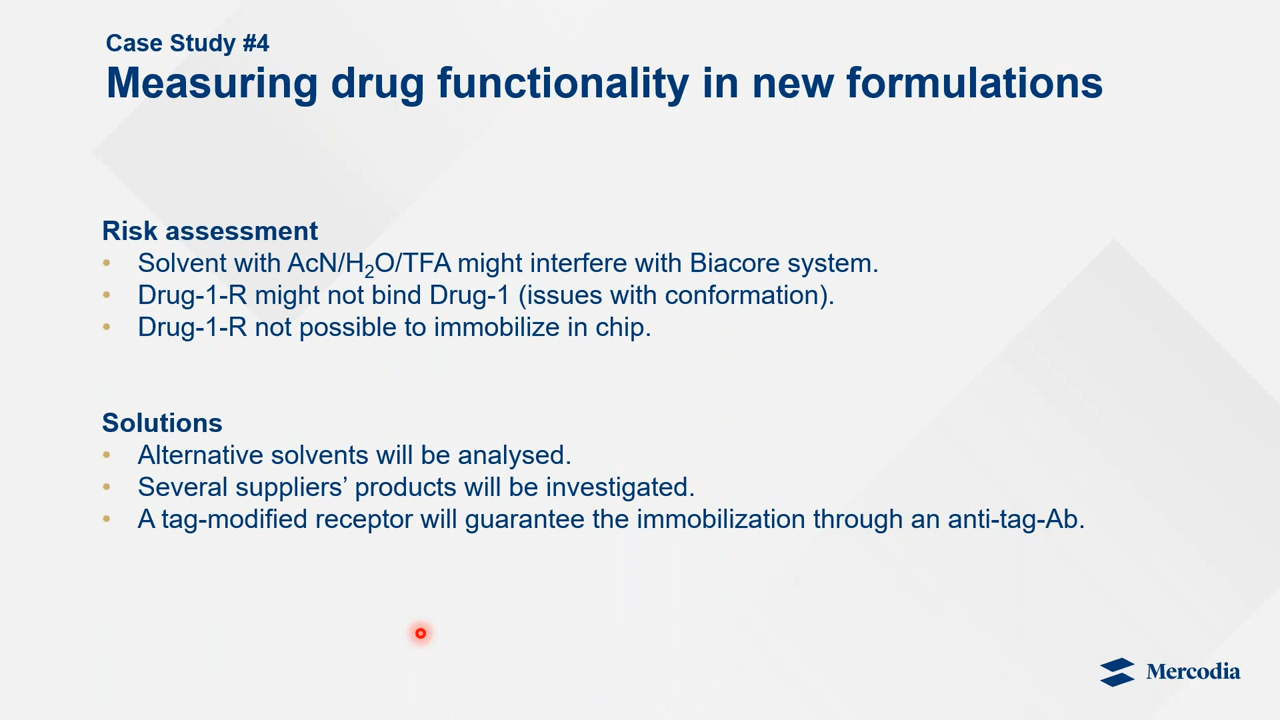 Case Study #4
Measuring drug functionality in new formulations
Risk assessment
• Solvent with AcN/H₂O/TFA might interfere with Biacore system.
• Drug-1-R might not bind Drug-1 (issues with conformation).
• Drug-1-R not possible to immobilize in chip.
Solutions
• Alternative solvents will be analysed.
• Several suppliers’ products will be investigated.
• A tag-modified receptor will guarantee the immobilization through an anti-tag-Ab.
Mercodia